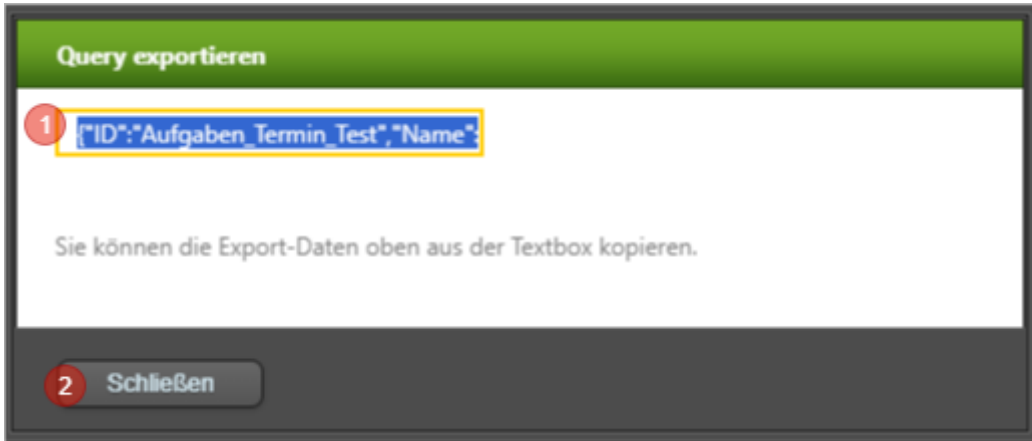 Query exportieren
1 {"ID":"Aufgaben_Termin_Test","Name":
Sie können die Export-Daten oben aus der Textbox kopieren.
2 Schließen